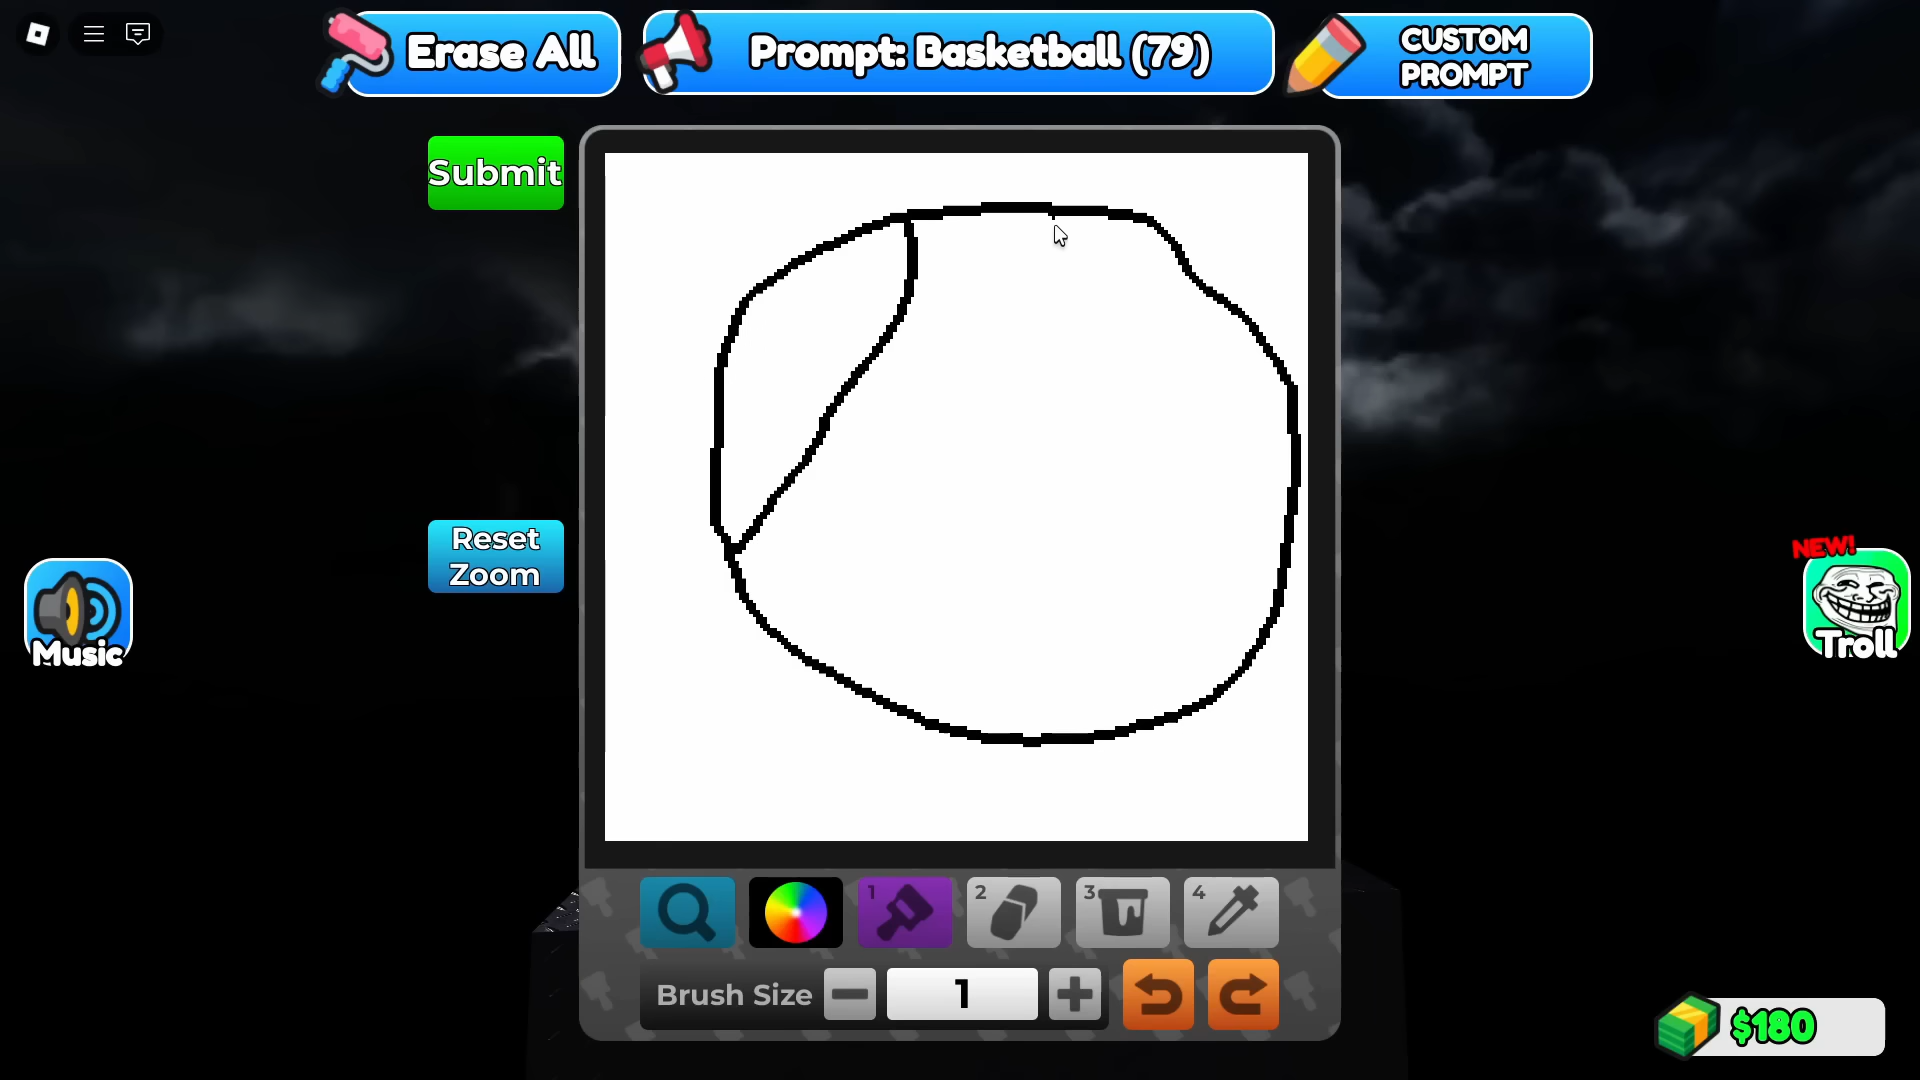 Erase All
Prompt: Basketball (79)
CUSTOM
PROMPT
Submit
Reset
Zoom
Music
NEW!
Troll
1
2
3
4
Brush Size
1
$180